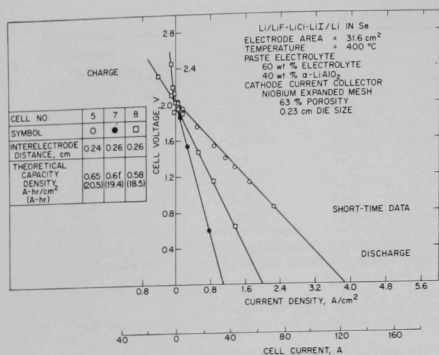 Li/LiF-LiCl-LiI/Li IN Se
ELECTRODE AREA = 31.6 cm²
TEMPERATURE = 400 °C
PASTE ELECTROLYTE
60 wt % ELECTROLYTE
40 wt % α-LiAlO₂
CATHODE CURRENT COLLECTOR
NIOBIUM EXPANDED MESH
63 % POROSITY
0.23 cm DIE SIZE
CHARGE
CELL NO. 5 7 8
SYMBOL ○ ● □
INTERELECTRODE DISTANCE, cm 0.24 0.26 0.26
THEORETICAL 0.65 0.61 0.58
CAPACITY (20.5) (19.4) (18.5)
DENSITY,
A-hr/cm²
(A-hr)
CELL VOLTAGE, V
2.8
2.4
2.0
1.6
1.2
0.8
0.4
SHORT-TIME DATA
DISCHARGE
0.8 0 0.8 1.6 2.4 3.2 4.0 4.8 5.6
CURRENT DENSITY, A/cm²
40 0 40 80 120 160
CELL CURRENT, A